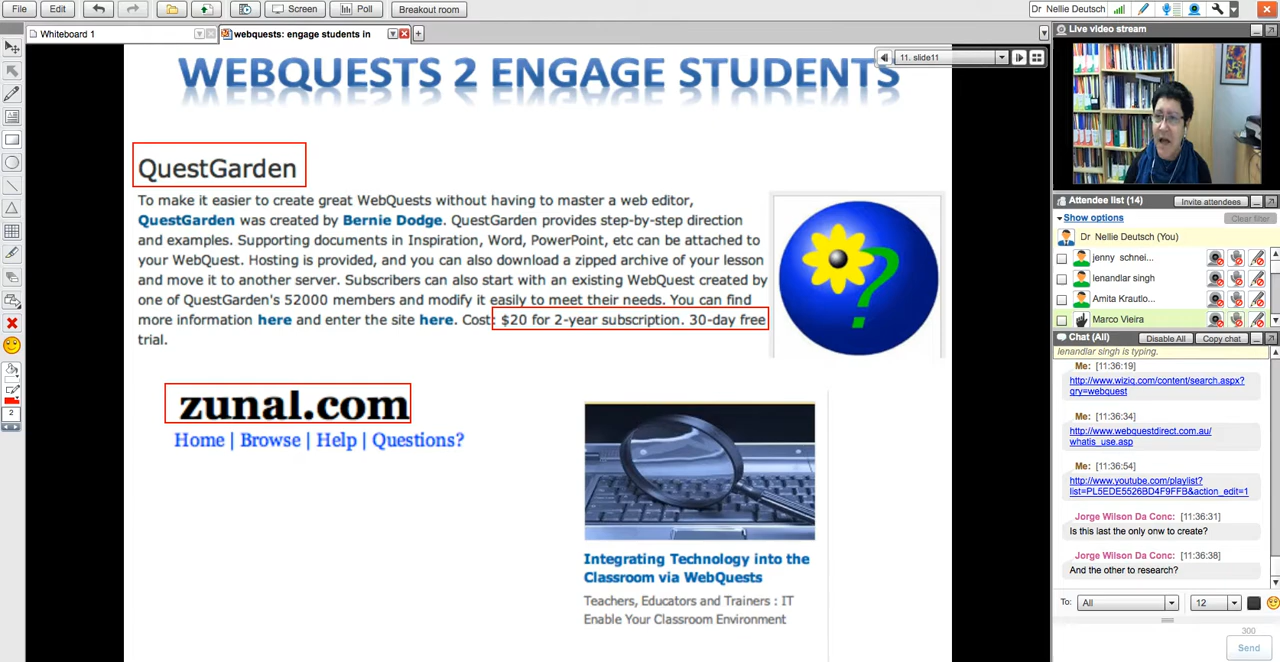 File Edit Screen Poll Breakout room Dr Nellie Deutsch
Whiteboard 1 webquests: engage students in
11. slide11
WEBQUESTS 2 ENGAGE STUDENTS
QuestGarden
To make it easier to create great WebQuests without having to master a web editor,
QuestGarden was created by Bernie Dodge. QuestGarden provides step-by-step direction
and examples. Supporting documents in Inspiration, Word, PowerPoint, etc can be attached to
your WebQuest. Hosting is provided, and you can also download a zipped archive of your lesson
and move it to another server. Subscribers can also start with an existing WebQuest created by
one of QuestGarden's 52000 members and modify it easily to meet their needs. You can find
more information here and enter the site here. Cost: $20 for 2-year subscription. 30-day free
trial.
?
zunal.com
Home | Browse | Help | Questions?
Integrating Technology into the
Classroom via WebQuests
Teachers, Educators and Trainers : IT
Enable Your Classroom Environment
2
Live video stream
Attendee list (14) Invite attendees
Show options Clear filter
Dr Nellie Deutsch (You)
jenny schnei...
lenandlar singh
Amita Krautlo...
Marco Vieira
Chat (All) Disable All Copy chat
lenandlar singh is typing.
Me: [11:36:19]
http://www.wiziq.com/content/search.aspx?
qry=webquest
Me: [11:36:34]
http://www.webquestdirect.com.au/
whatis_use.asp
Me: [11:36:54]
http://www.youtube.com/playlist?
list=PL5EDE5526BD4F9FFB&action_edit=1
Jorge Wilson Da Conc: [11:36:31]
Is this last the only onw to create?
Jorge Wilson Da Conc: [11:36:38]
And the other to research?
To: All 12
300
Send